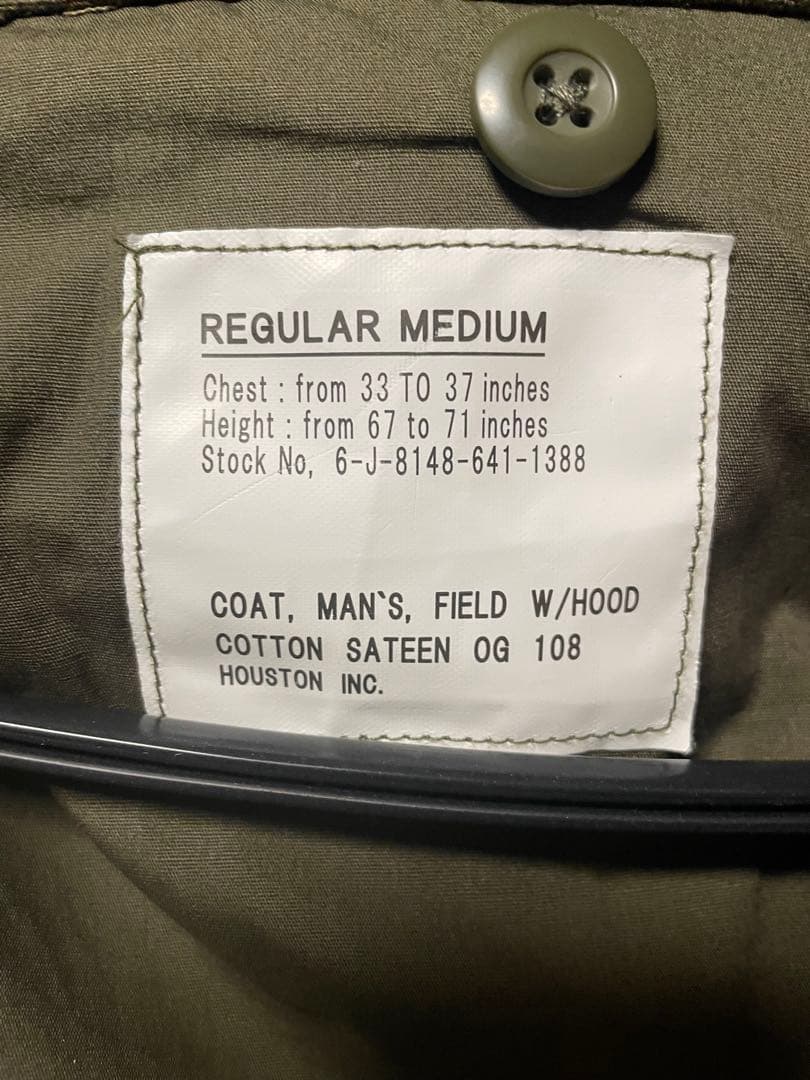 REGULAR MEDIUM
Chest : from 33 TO 37 inches
Height : from 67 to 71 inches
Stock No, 6-J-8148-641-1388
COAT, MAN`S, FIELD W/HOOD
COTTON SATEEN OG 108
HOUSTON INC.